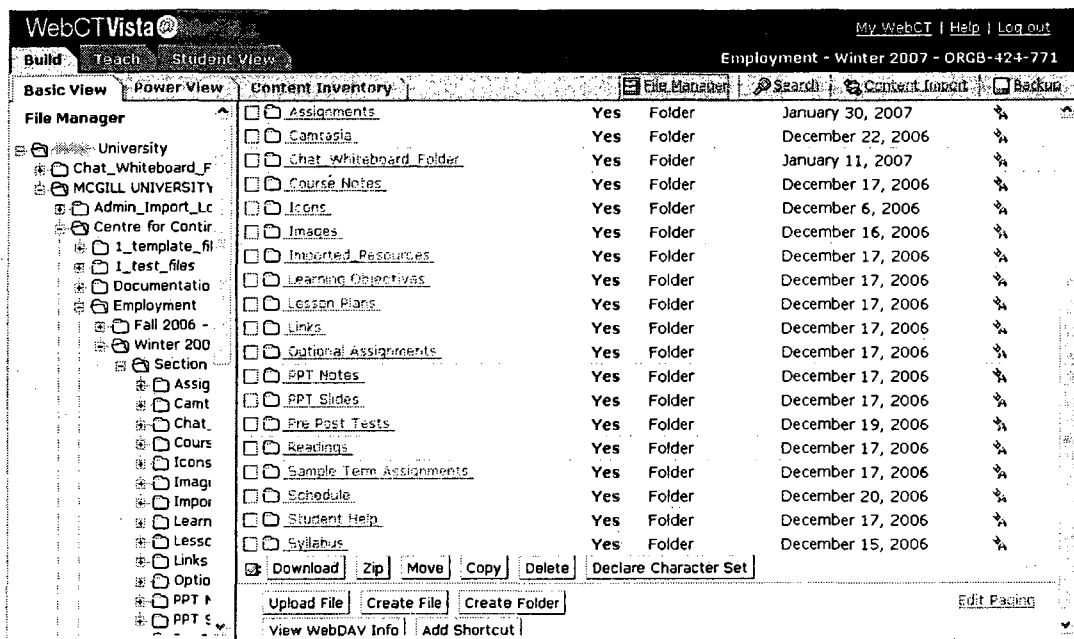 WebCTVista@
My WebCT | Help | Log out
Build Teach Student View
Employment - Winter 2007 - ORGB-424-771
Basic View Power View Content Inventory File Manager Search Content Import Backup
File Manager
University
Chat_Whiteboard_F
MCGILL UNIVERSITY
Admin_Import_Lc
Centre for Contir
1_template_fil
1_test_files
Documentatio
Employment
Fall 2006 -
Winter 200
Section
Assig
Camt
Chat_
Cours
Icons
Imagi
Impor
Learn
Lessc
Links
Optio
PPT N
PPT S
Assignments Yes Folder January 30, 2007
Camtasia Yes Folder December 22, 2006
Chat_Whiteboard_Folder Yes Folder January 11, 2007
Course Notes Yes Folder December 17, 2006
Icons Yes Folder December 6, 2006
Images Yes Folder December 16, 2006
Imported_Resources Yes Folder December 17, 2006
Learning Objectives Yes Folder December 17, 2006
Lesson Plans Yes Folder December 17, 2006
Links Yes Folder December 17, 2006
Optional Assignments Yes Folder December 17, 2006
PPT Notes Yes Folder December 17, 2006
PPT Slides Yes Folder December 17, 2006
Pre Post Tests Yes Folder December 19, 2006
Readings Yes Folder December 17, 2006
Sample Term Assignments Yes Folder December 17, 2006
Schedule Yes Folder December 20, 2006
Student Help Yes Folder December 17, 2006
Syllabus Yes Folder December 15, 2006
Download Zip Move Copy Delete Declare Character Set
Upload File Create File Create Folder Edit Paging
View WebDAV Info Add Shortcut